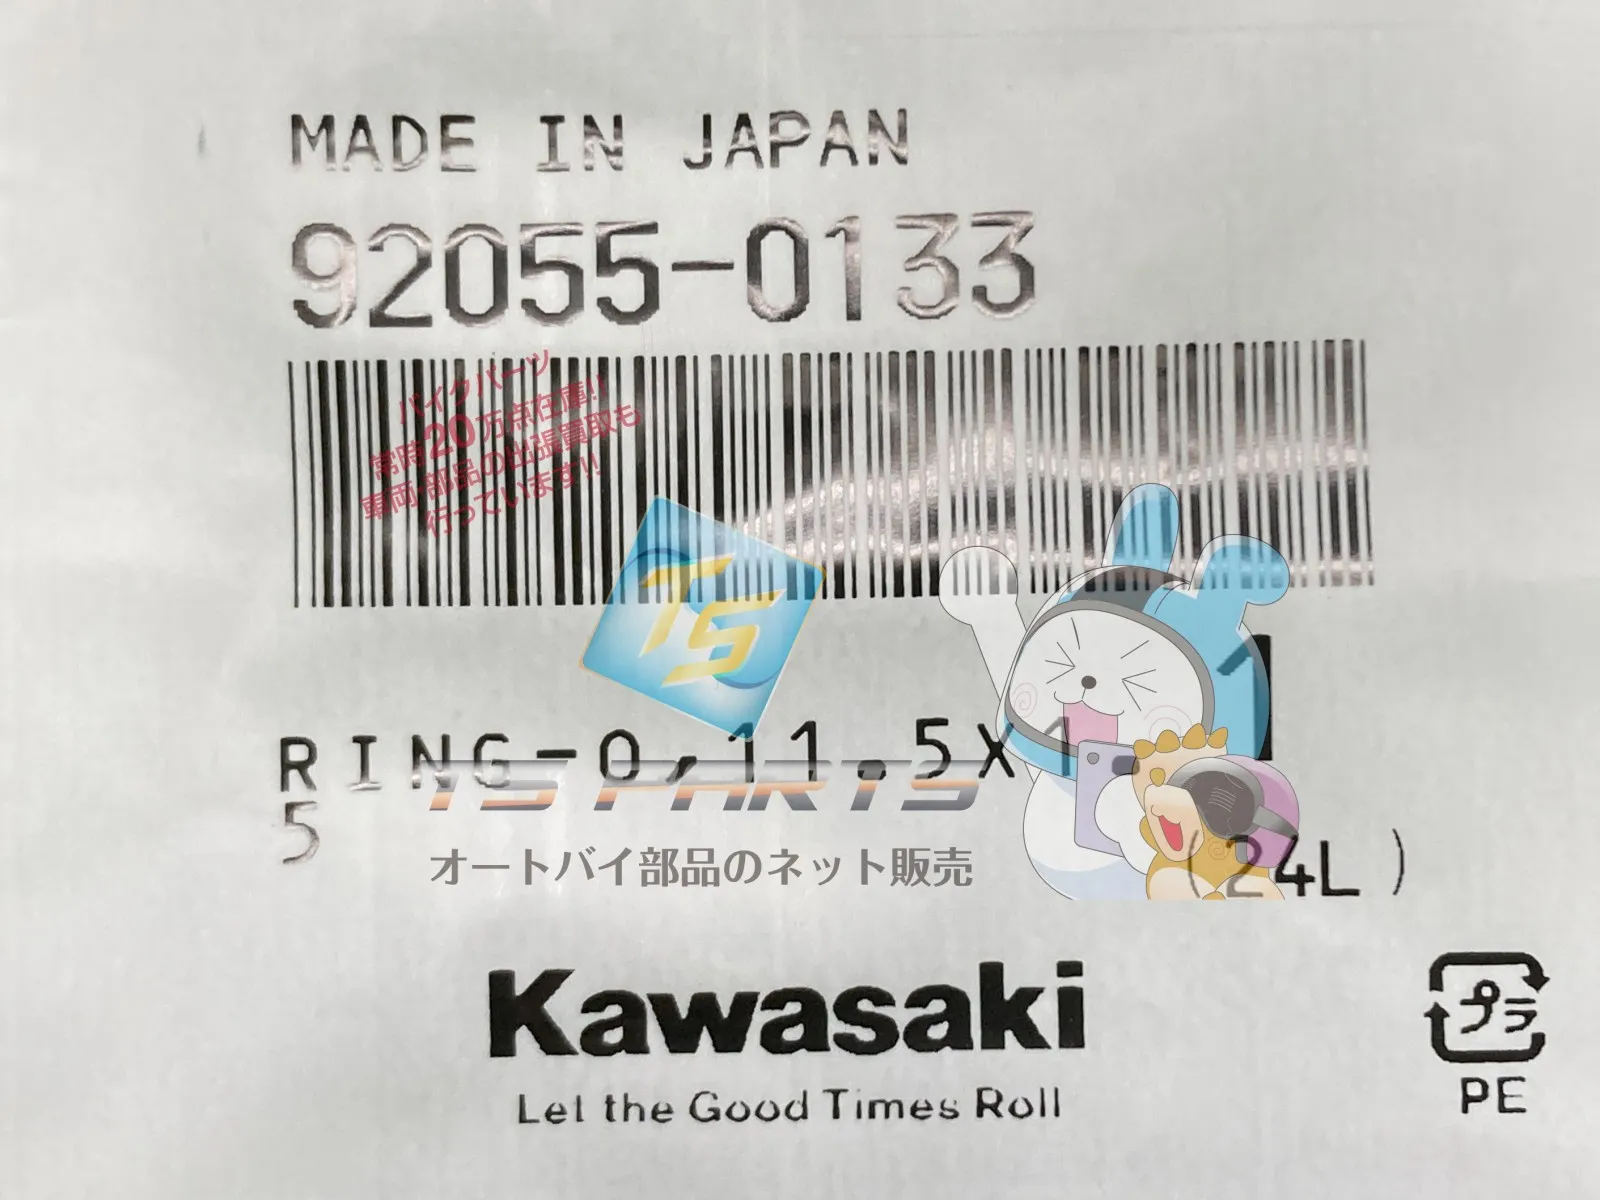 MADE IN JAPAN
92055-0133
バイクパーツ
常時20万点在庫!!
車両・部品の出張買取も
行っています!!
TS
1
RING-O,11.5X1
5
TS PARTS
オートバイ部品のネット販売
(24L)
Kawasaki
Let the Good Times Roll
プラ
PE